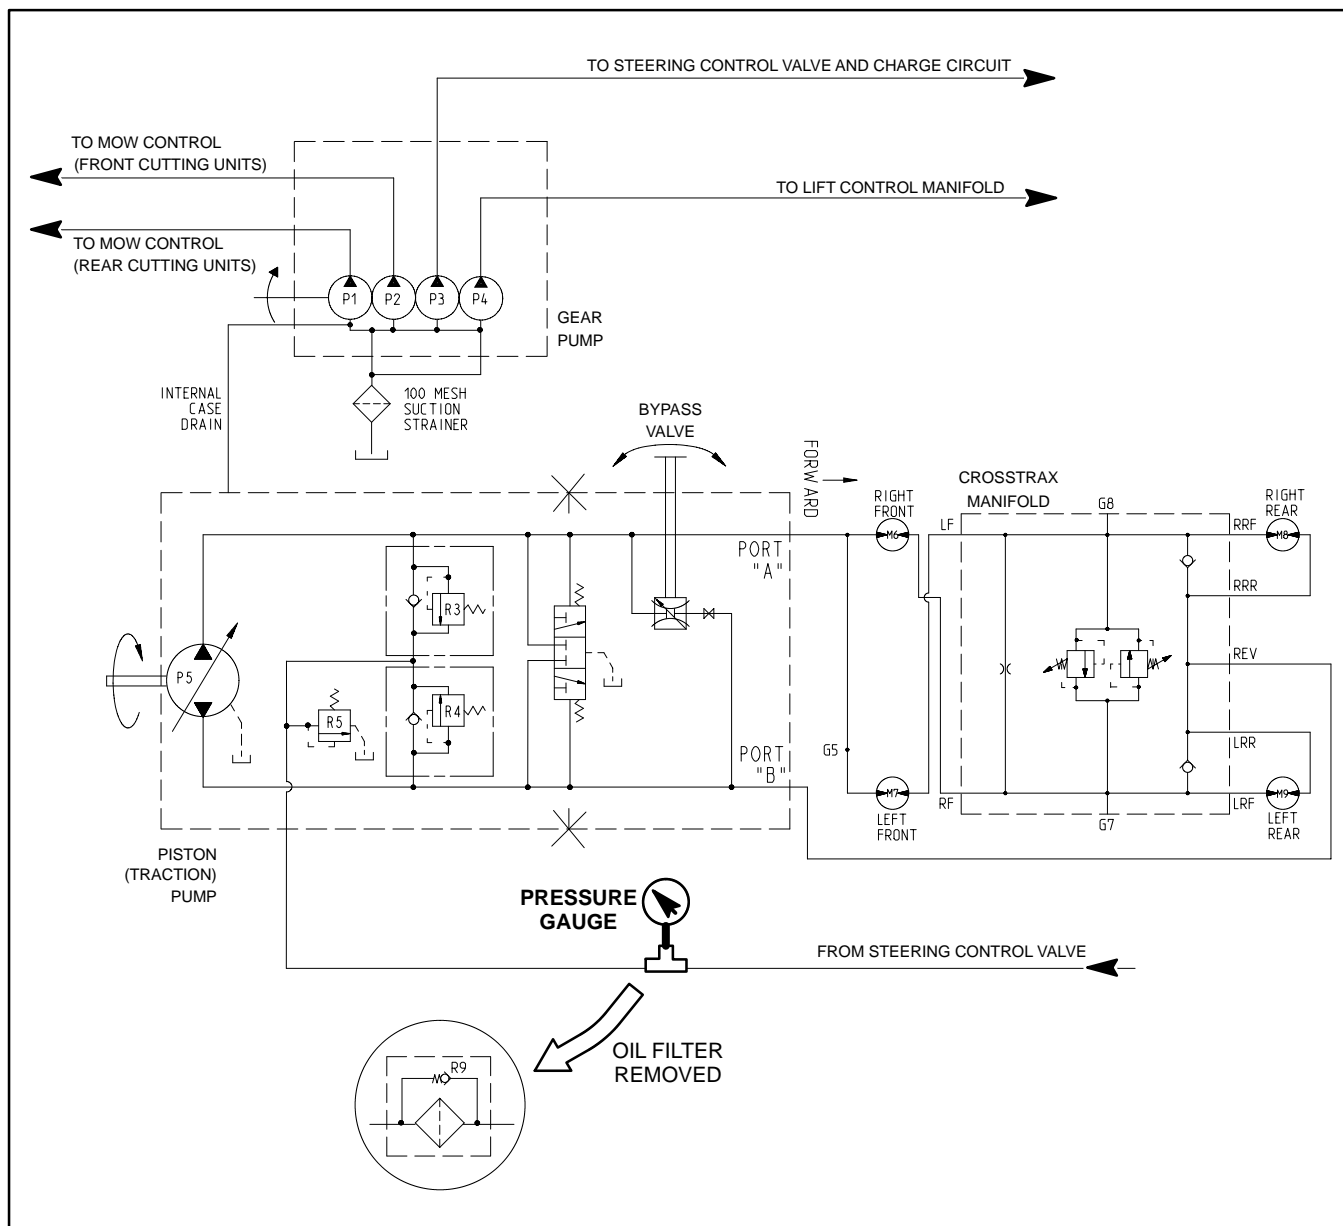 TO STEERING CONTROL VALVE AND CHARGE CIRCUIT
TO MOW CONTROL
(FRONT CUTTING UNITS)
TO LIFT CONTROL MANIFOLD
TO MOW CONTROL
(REAR CUTTING UNITS)
P1
P2
P3
P4
GEAR
PUMP
INTERNAL
CASE
DRAIN
100 MESH
SUCTION
STRAINER
BYPASS
VALVE
FORWARD
CROSSTRAX
MANIFOLD
RIGHT
FRONT
RIGHT
REAR
G8
LF
RRF
M6
M8
PORT
"A"
RRR
R3
REV
P5
R5
R4
G5
LRR
PORT
"B"
M7
M9
RF
LRF
LEFT
FRONT
G7
LEFT
REAR
PISTON
(TRACTION)
PUMP
PRESSURE
GAUGE
FROM STEERING CONTROL VALVE
OIL FILTER
REMOVED
R9